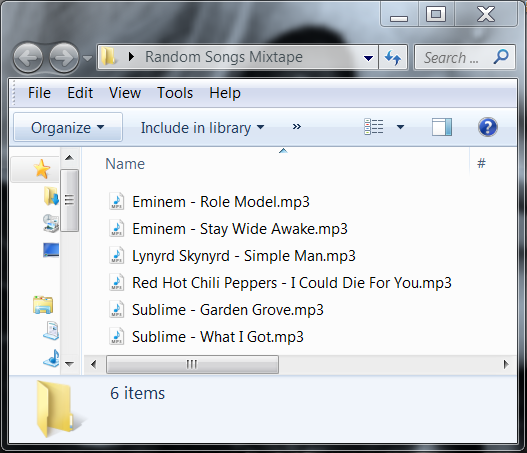 Random Songs Mixtape
Search ...
File Edit View Tools Help
Organize Include in library »
Name #
Eminem - Role Model.mp3
Eminem - Stay Wide Awake.mp3
Lynyrd Skynyrd - Simple Man.mp3
Red Hot Chili Peppers - I Could Die For You.mp3
Sublime - Garden Grove.mp3
Sublime - What I Got.mp3
6 items